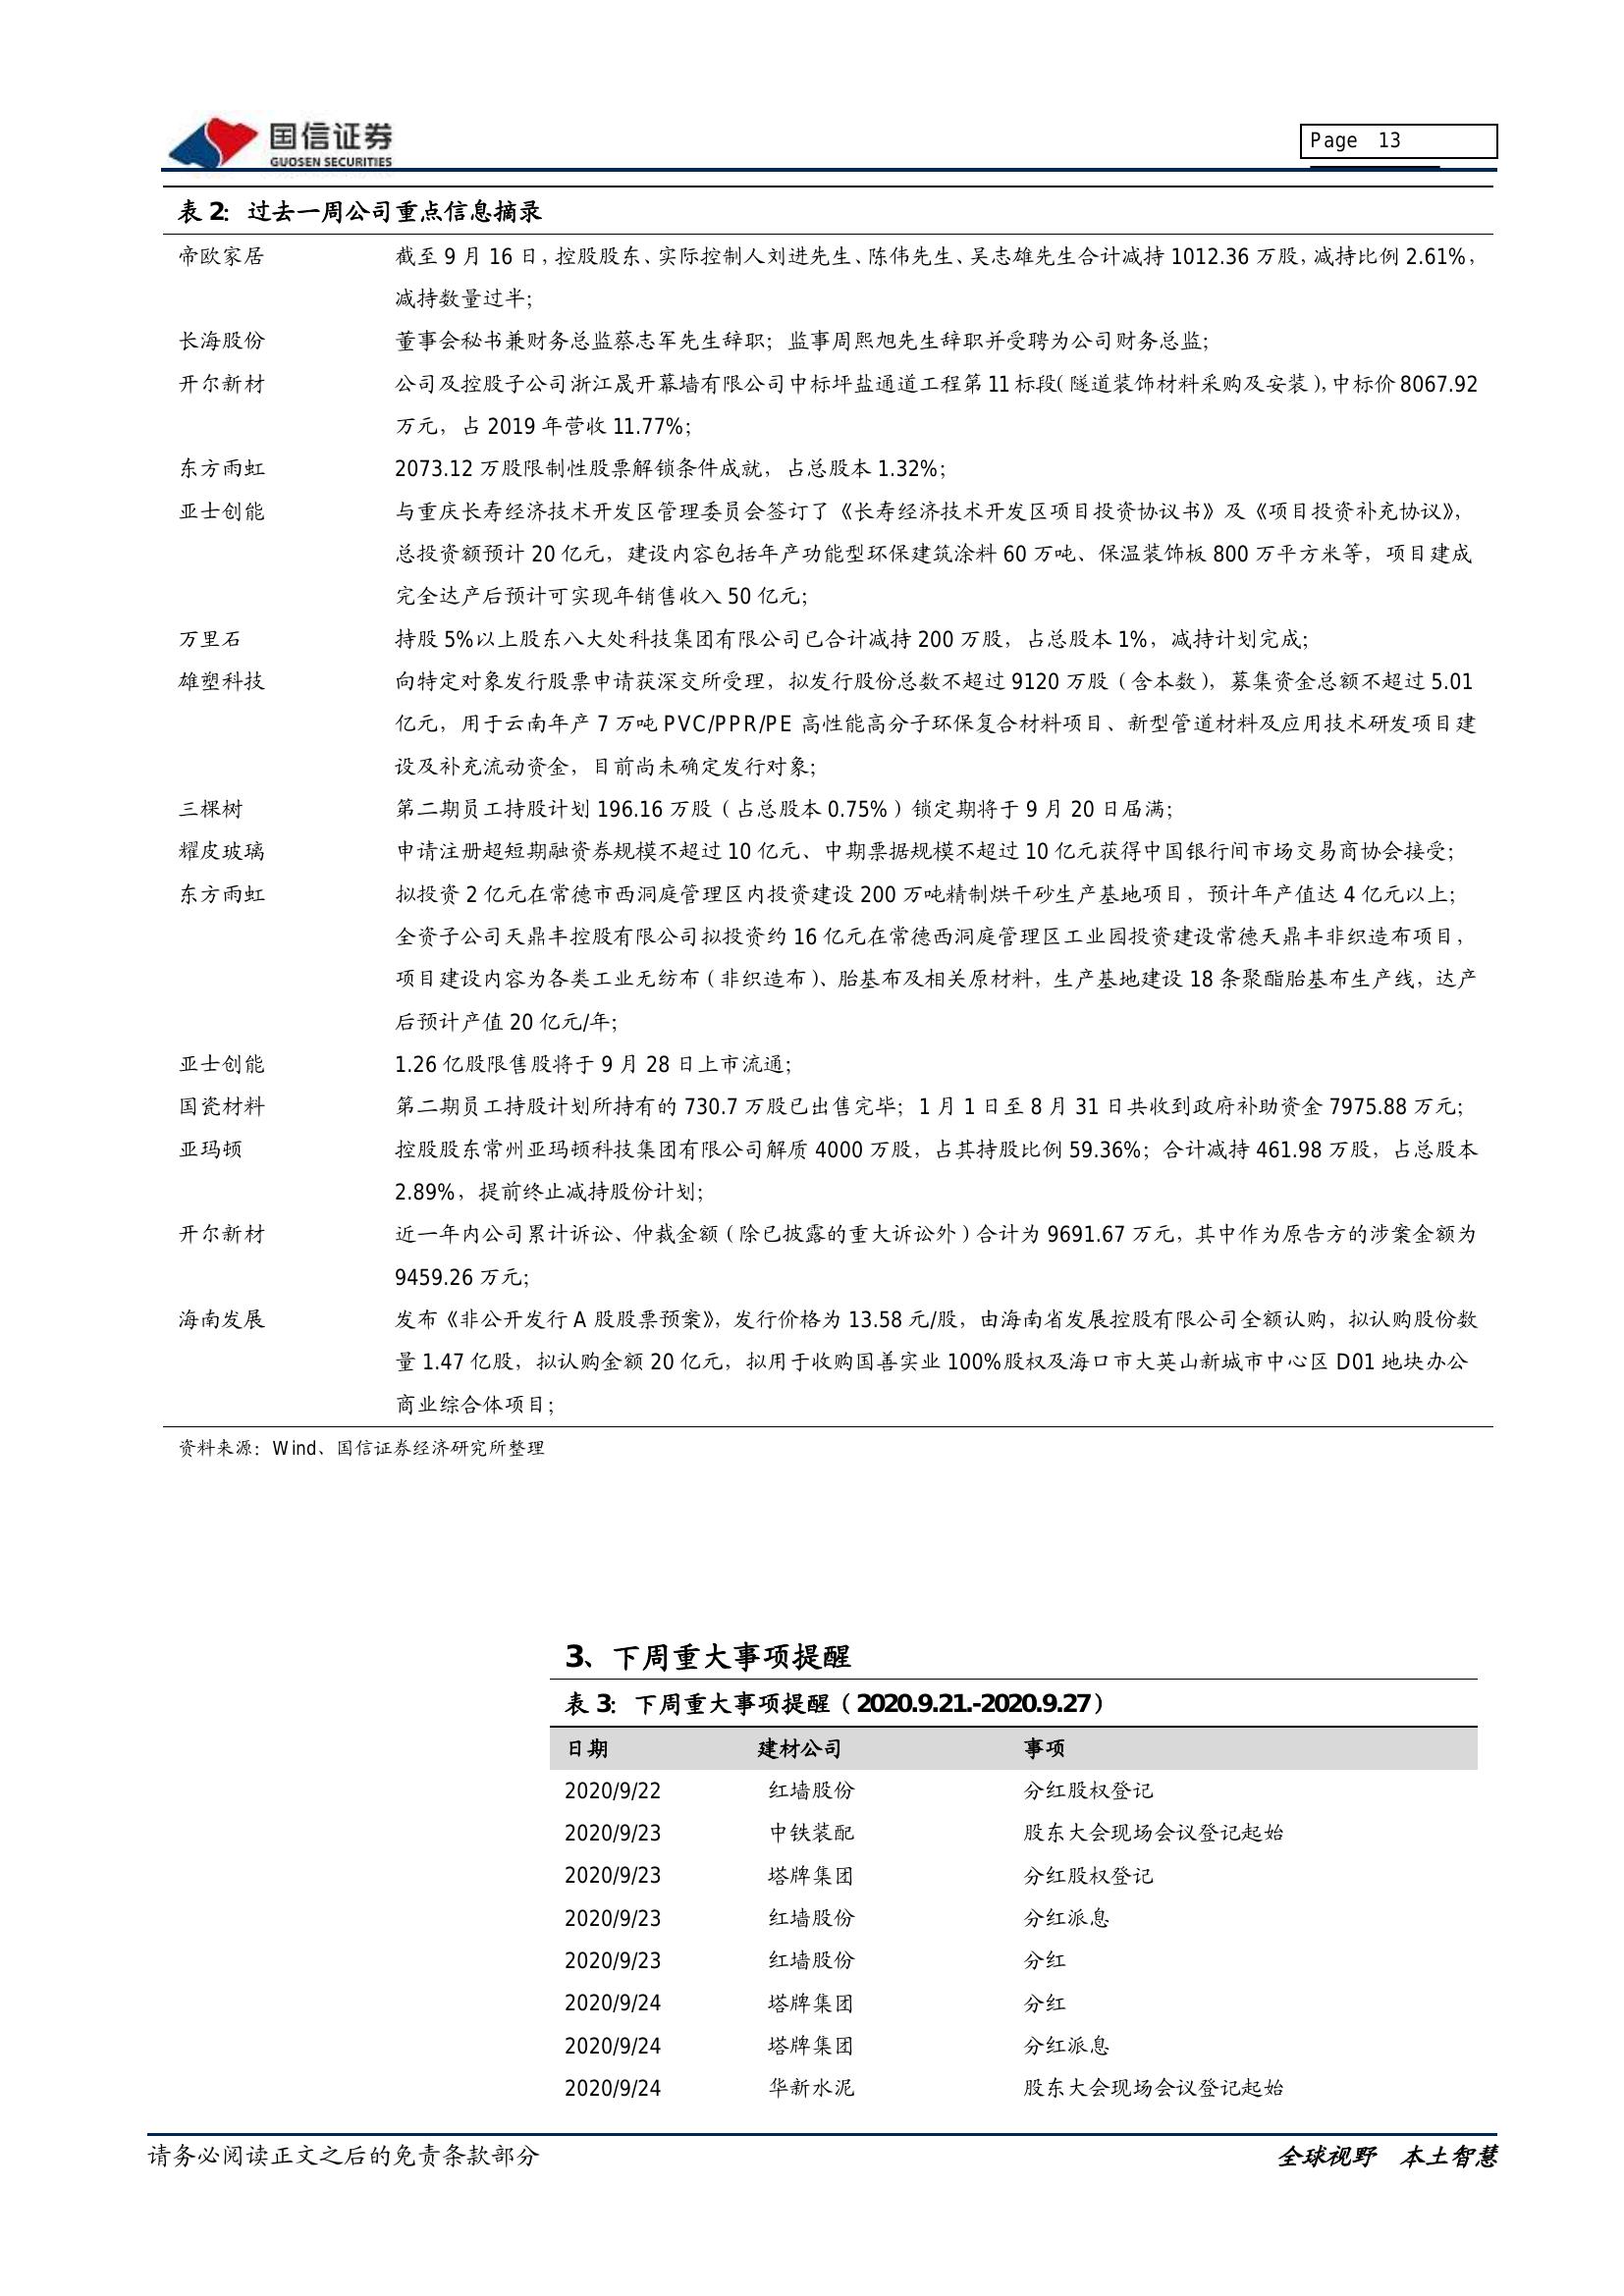 国信证券
GUOSEN SECURITIES
Page 13
表 2：过去一周公司重点信息摘录
帝欧家居 截至 9 月 16 日，控股股东、实际控制人刘进先生、陈伟先生、吴志雄先生合计减持 1012.36 万股，减持比例 2.61%，
减持数量过半；
长海股份 董事会秘书兼财务总监蔡志军先生辞职；监事周熙旭先生辞职并受聘为公司财务总监；
开尔新材 公司及控股子公司浙江晟开幕墙有限公司中标坪盐通道工程第 11 标段（隧道装饰材料采购及安装），中标价 8067.92
万元，占 2019 年营收 11.77%；
东方雨虹 2073.12 万股限制性股票解锁条件成就，占总股本 1.32%；
亚士创能 与重庆长寿经济技术开发区管理委员会签订了《长寿经济技术开发区项目投资协议书》及《项目投资补充协议》，
总投资额预计 20 亿元，建设内容包括年产功能型环保建筑涂料 60 万吨、保温装饰板 800 万平方米等，项目建成
完全达产后预计可实现年销售收入 50 亿元；
万里石 持股 5%以上股东八大处科技集团有限公司已合计减持 200 万股，占总股本 1%，减持计划完成；
雄塑科技 向特定对象发行股票申请获深交所受理，拟发行股份总数不超过 9120 万股（含本数），募集资金总额不超过 5.01
亿元，用于云南年产 7 万吨 PVC/PPR/PE 高性能高分子环保复合材料项目、新型管道材料及应用技术研发项目建
设及补充流动资金，目前尚未确定发行对象；
三棵树 第二期员工持股计划 196.16 万股（占总股本 0.75%）锁定期将于 9 月 20 日届满；
耀皮玻璃 申请注册超短期融资券规模不超过 10 亿元、中期票据规模不超过 10 亿元获得中国银行间市场交易商协会接受；
东方雨虹 拟投资 2 亿元在常德市西洞庭管理区内投资建设 200 万吨精制烘干砂生产基地项目，预计年产值达 4 亿元以上；
全资子公司天鼎丰控股有限公司拟投资约 16 亿元在常德西洞庭管理区工业园投资建设常德天鼎丰非织造布项目，
项目建设内容为各类工业无纺布（非织造布）、胎基布及相关原材料，生产基地建设 18 条聚酯胎基布生产线，达产
后预计产值 20 亿元/年；
亚士创能 1.26 亿股限售股将于 9 月 28 日上市流通；
国瓷材料 第二期员工持股计划所持有的 730.7 万股已出售完毕；1 月 1 日至 8 月 31 日共收到政府补助资金 7975.88 万元；
亚玛顿 控股股东常州亚玛顿科技集团有限公司解质 4000 万股，占其持股比例 59.36%；合计减持 461.98 万股，占总股本
2.89%，提前终止减持股份计划；
开尔新材 近一年内公司累计诉讼、仲裁金额（除已披露的重大诉讼外）合计为 9691.67 万元，其中作为原告方的涉案金额为
9459.26 万元；
海南发展 发布《非公开发行 A 股股票预案》，发行价格为 13.58 元/股，由海南省发展控股有限公司全额认购，拟认购股份数
量 1.47 亿股，拟认购金额 20 亿元，拟用于收购国善实业 100%股权及海口市大英山新城市中心区 D01 地块办公
商业综合体项目；
资料来源：Wind、国信证券经济研究所整理
3、下周重大事项提醒
表 3：下周重大事项提醒（2020.9.21.-2020.9.27）
日期 建材公司 事项
2020/9/22 红墙股份 分红股权登记
2020/9/23 中铁装配 股东大会现场会议登记起始
2020/9/23 塔牌集团 分红股权登记
2020/9/23 红墙股份 分红派息
2020/9/23 红墙股份 分红
2020/9/24 塔牌集团 分红
2020/9/24 塔牌集团 分红派息
2020/9/24 华新水泥 股东大会现场会议登记起始
请务必阅读正文之后的免责条款部分 全球视野 本土智慧